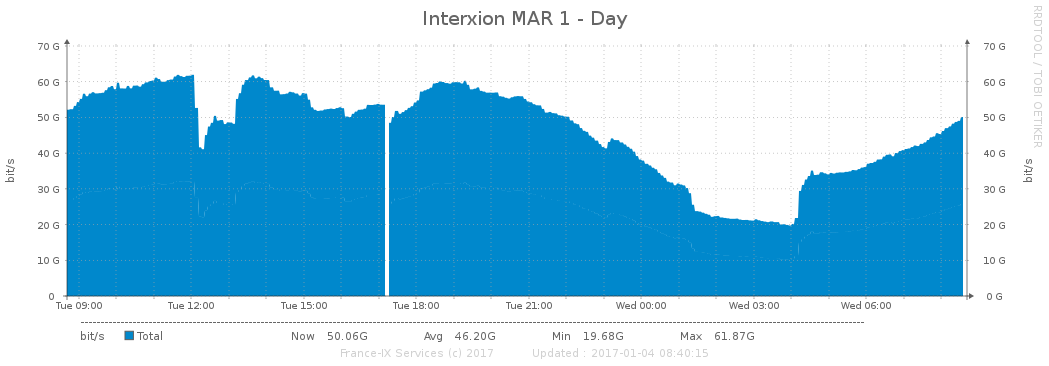 Interxion MAR 1 - Day
RRDTOOL / TOBI OETIKER
70 G 70 G
60 G 60 G
50 G 50 G
40 G 40 G
30 G 30 G
20 G 20 G
10 G 10 G
0 0 G
bit/s bit/s
Tue 09:00 Tue 12:00 Tue 15:00 Tue 18:00 Tue 21:00 Wed 00:00 Wed 03:00 Wed 06:00
bit/s Total Now 50.06G Avg 46.20G Min 19.68G Max 61.87G
France-IX Services (c) 2017 Updated : 2017-01-04 08:40:15